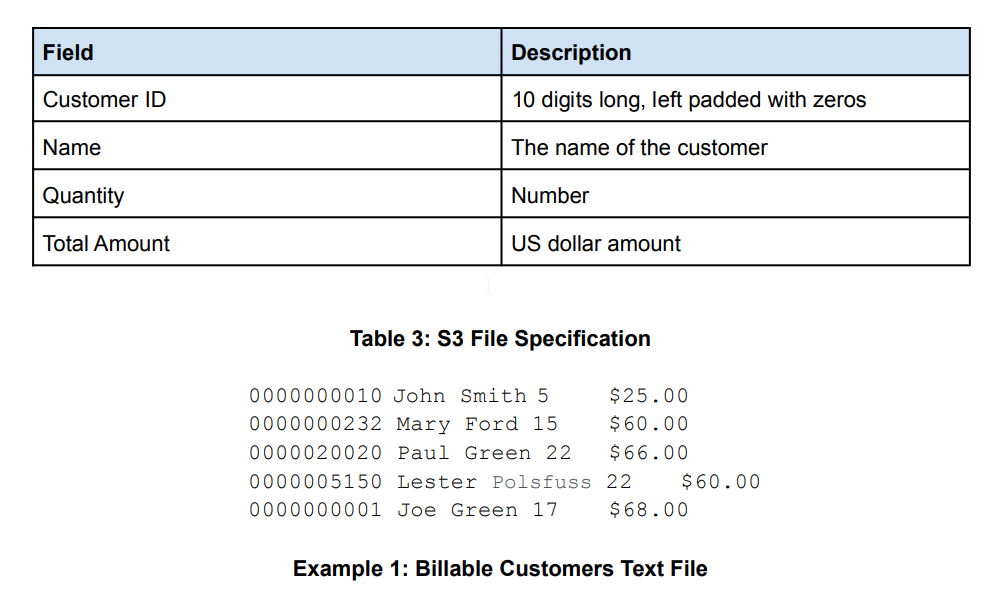 Field Description
Customer ID 10 digits long, left padded with zeros
Name The name of the customer
Quantity Number
Total Amount US dollar amount
Table 3: S3 File Specification
0000000010 John Smith 5 $25.00
0000000232 Mary Ford 15 $60.00
0000020020 Paul Green 22 $66.00
0000005150 Lester Polsfuss 22 $60.00
0000000001 Joe Green 17 $68.00
Example 1: Billable Customers Text File